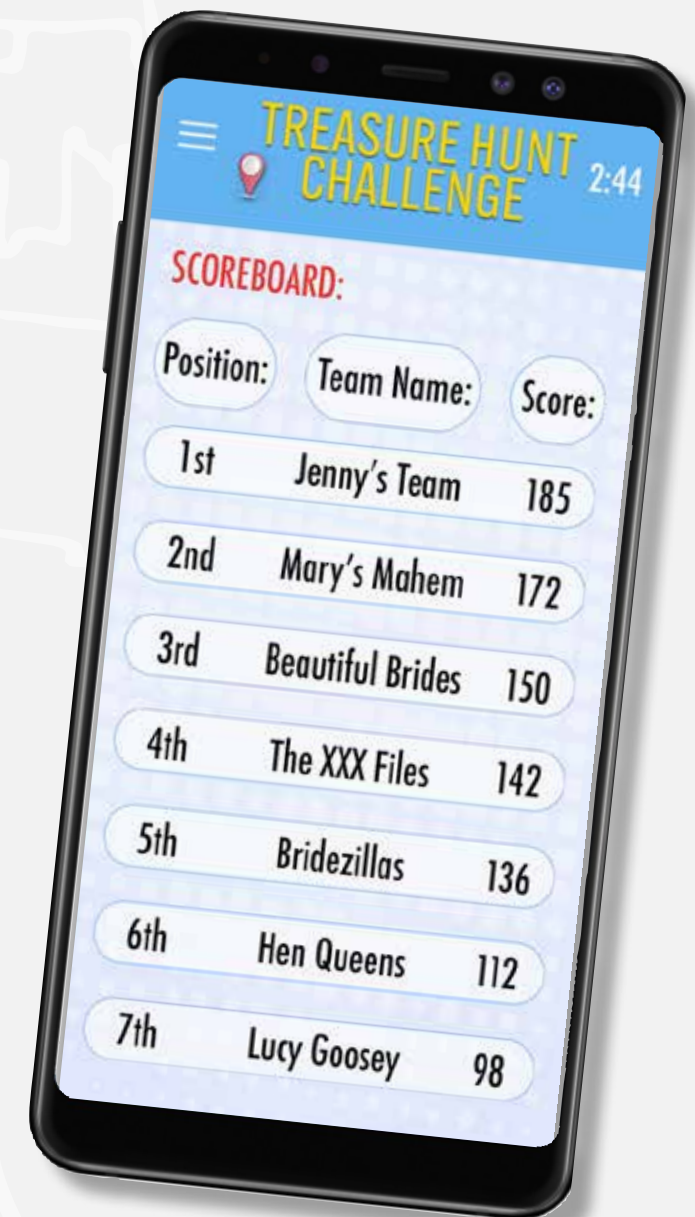 TREASURE HUNT
CHALLENGE
2:44
SCOREBOARD:
Position: Team Name: Score:
1st Jenny's Team 185
2nd Mary's Mahem 172
3rd Beautiful Brides 150
4th The XXX Files 142
5th Bridezillas 136
6th Hen Queens 112
7th Lucy Goosey 98